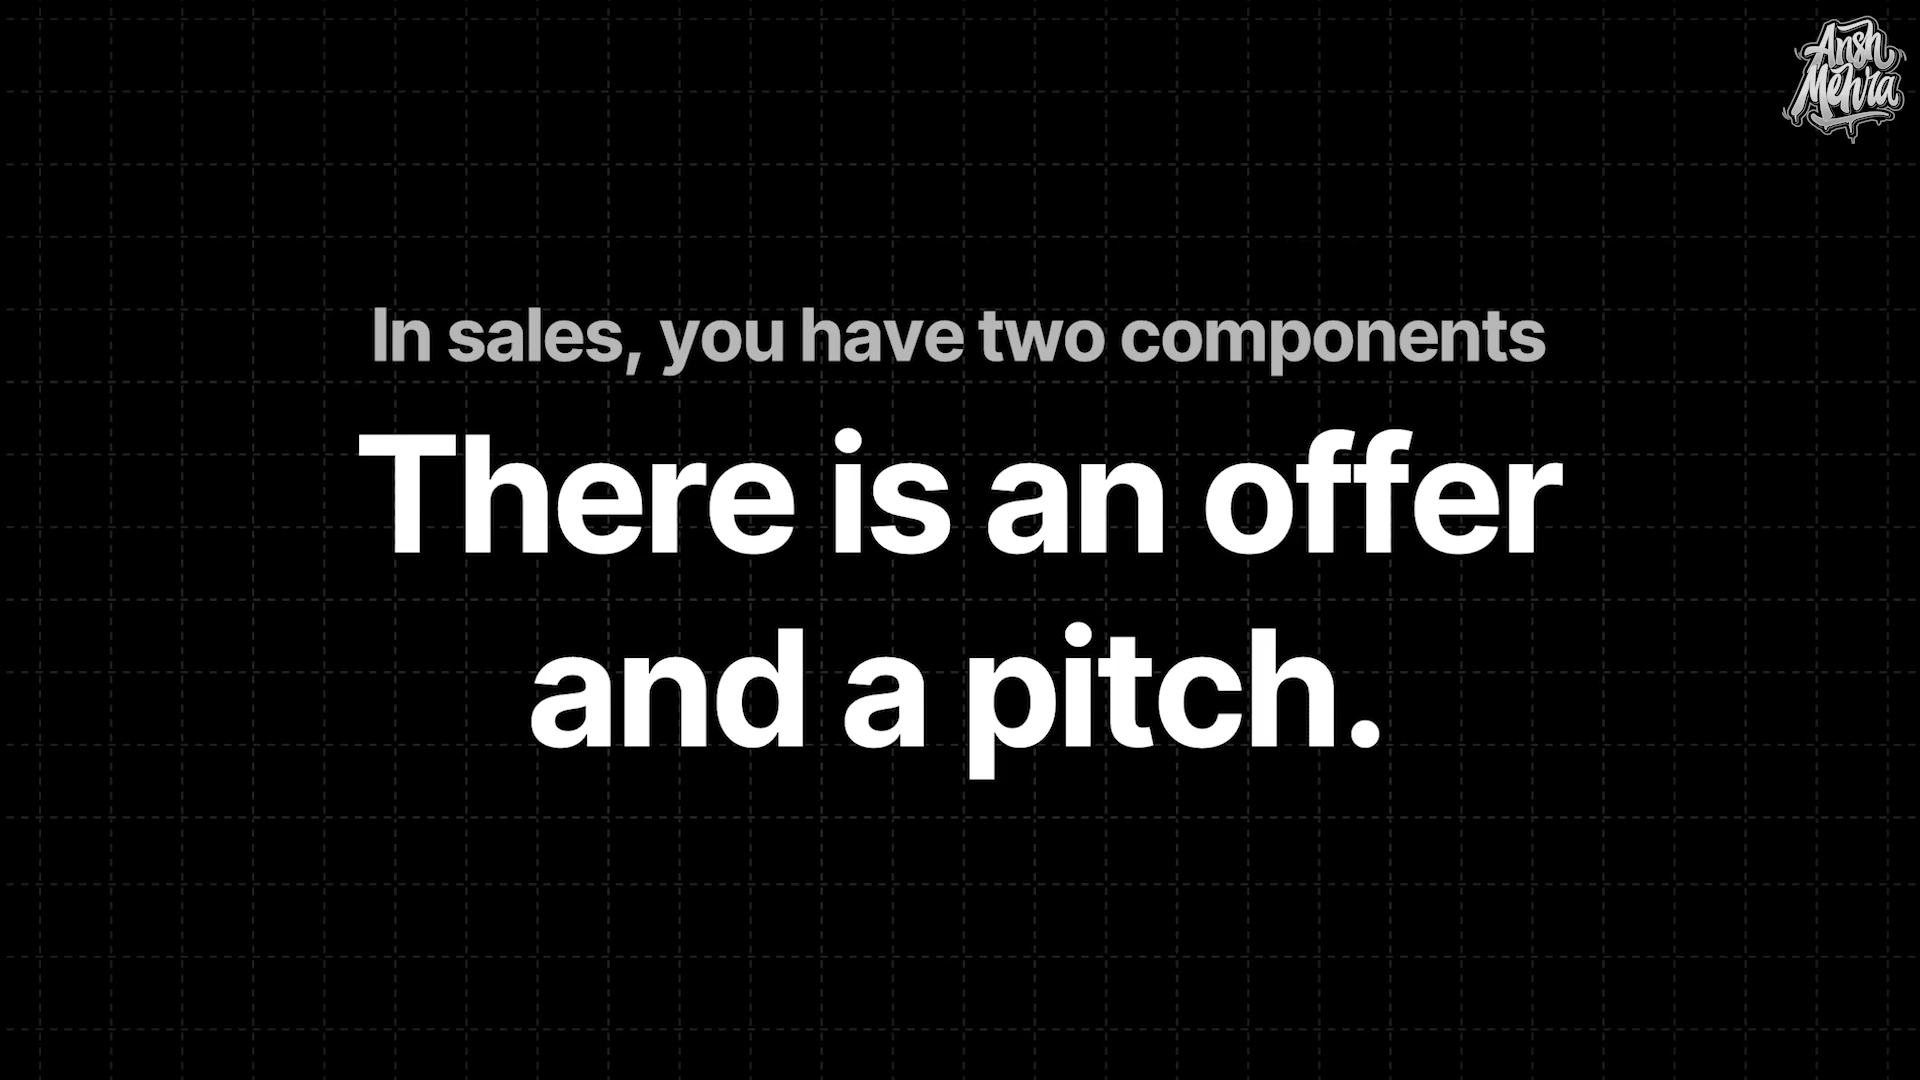 Ansh
Mehra
In sales, you have two components
There is an offer
and a pitch.